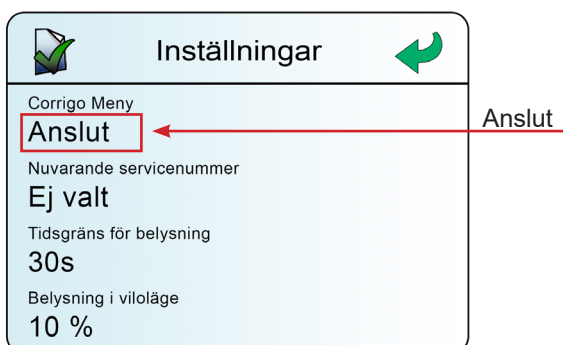 Inställningar
Corrigo Meny
Anslut
Anslut
Nuvarande servicenummer
Ej valt
Tidsgräns för belysning
30s
Belysning i viloläge
10 %